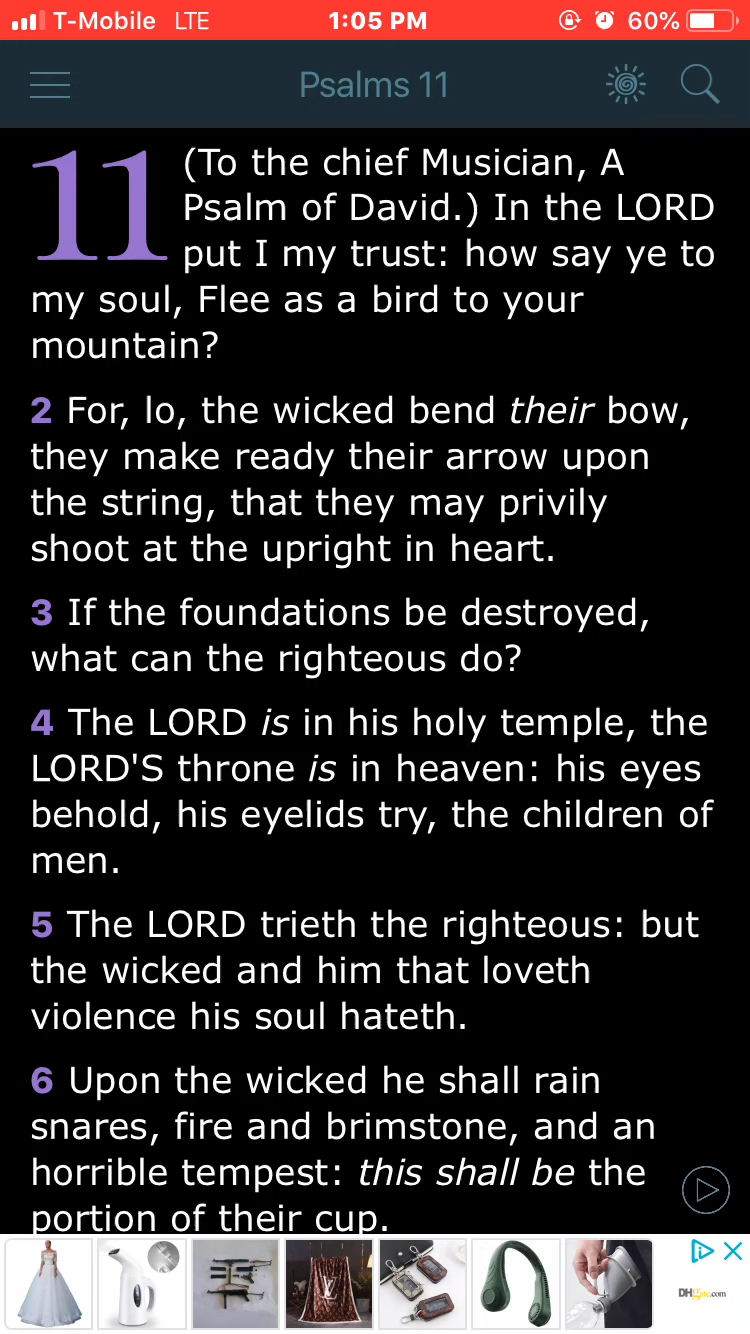 T-Mobile LTE 1:05 PM 60%
Psalms 11
11 (To the chief Musician, A
Psalm of David.) In the LORD
put I my trust: how say ye to
my soul, Flee as a bird to your
mountain?
2 For, lo, the wicked bend their bow,
they make ready their arrow upon
the string, that they may privily
shoot at the upright in heart.
3 If the foundations be destroyed,
what can the righteous do?
4 The LORD is in his holy temple, the
LORD'S throne is in heaven: his eyes
behold, his eyelids try, the children of
men.
5 The LORD trieth the righteous: but
the wicked and him that loveth
violence his soul hateth.
6 Upon the wicked he shall rain
snares, fire and brimstone, and an
horrible tempest: this shall be the
portion of their cup.
LV
DHgate.com